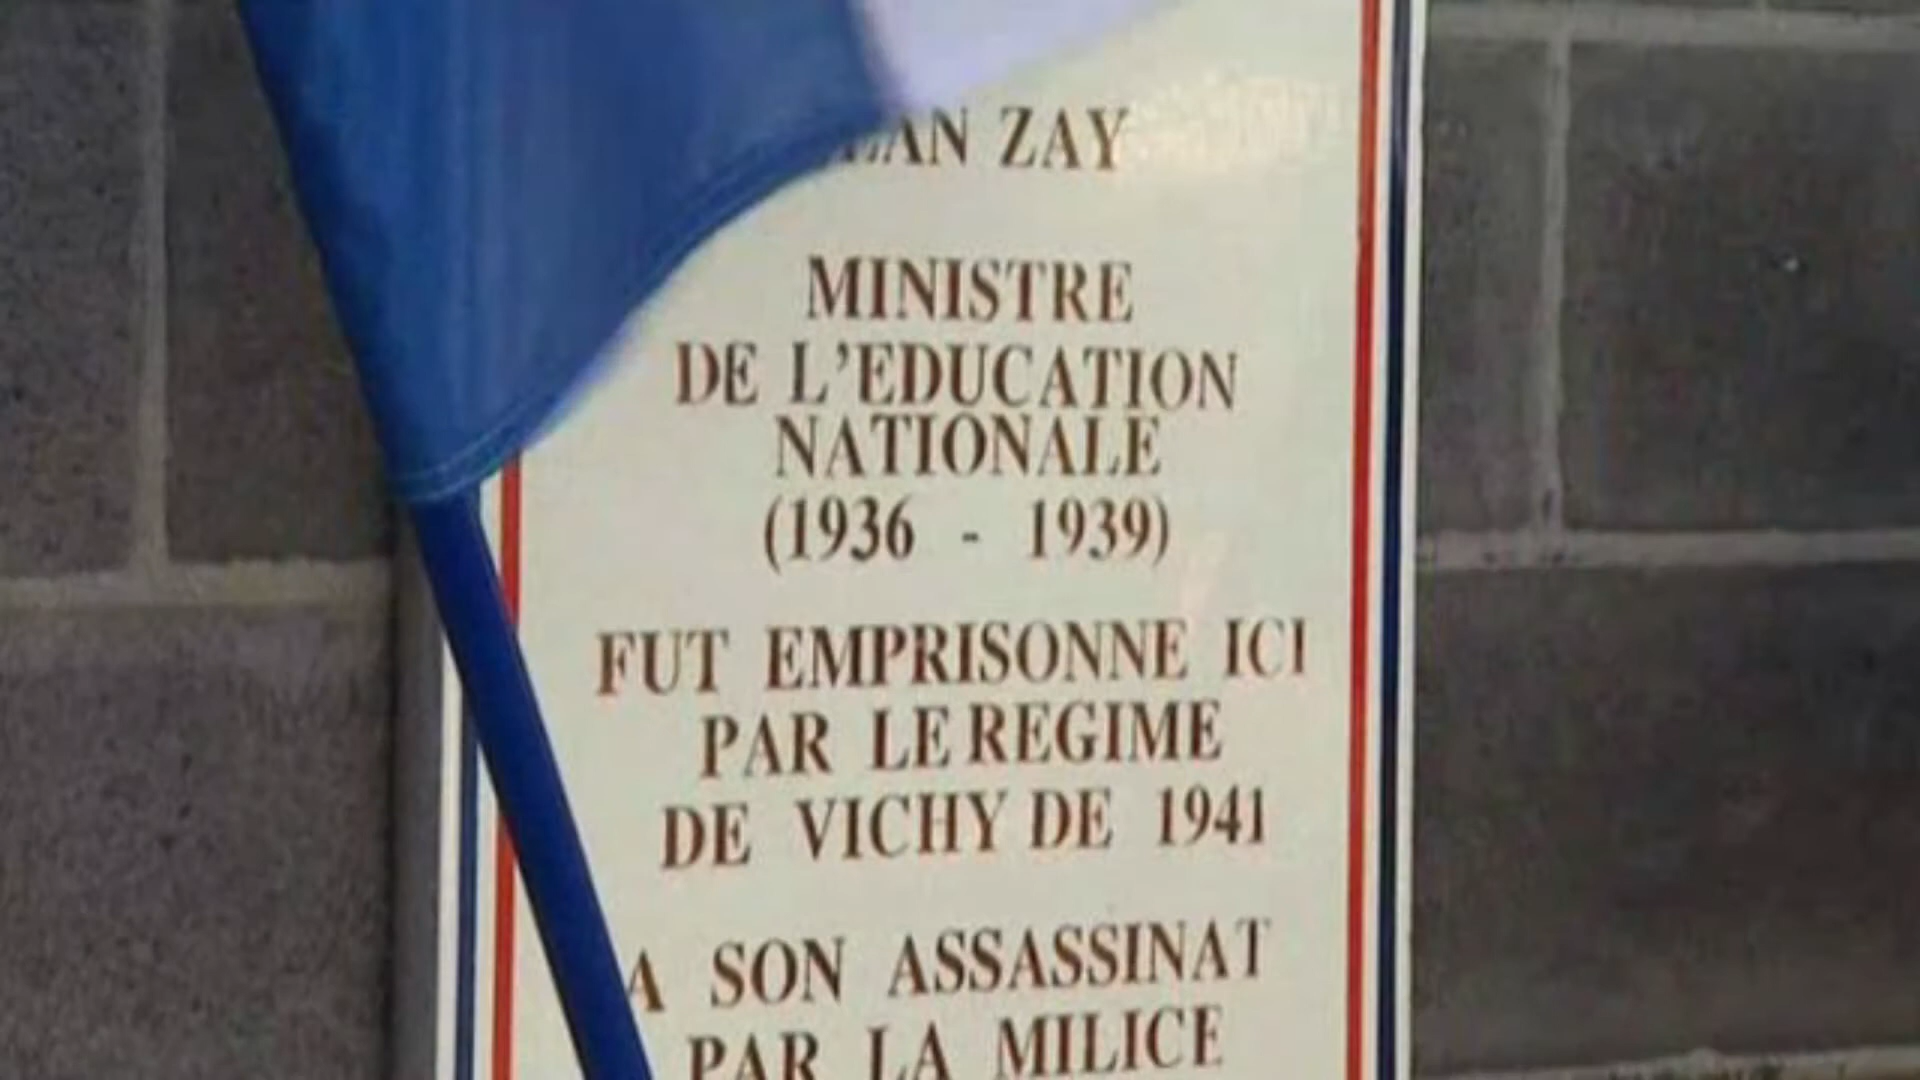 JEAN ZAY
MINISTRE
DE L'EDUCATION
NATIONALE
(1936 - 1939)
FUT EMPRISONNE ICI
PAR LE REGIME
DE VICHY DE 1941
A SON ASSASSINAT
PAR LA MILICE